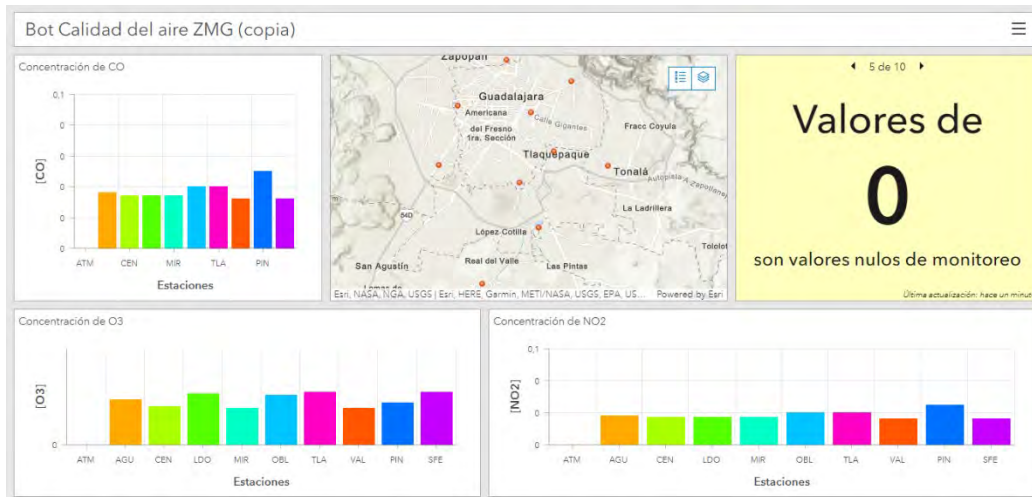 Bot Calidad del aire ZMG (copia)
Concentración de CO
0,1
0
0
0
0
0
[CO]
ATM CEN MIR TLA PIN
Estaciones
Zapopan
Guadalajara
Americana
Calle Gigantes
del Fresno
1ra. Sección
Fracc Coyula
Tlaquepaque
Tonalá
Autopista A-Zapotlanej
La Ladrillera
54D
López-Cotilla
San Agustín
Real del Valle
Las Pintas
Esri, NASA, NGA, USGS | Esri, HERE, Garmin, METI/NASA, USGS, EPA, US... Powered by Esri
5 de 10
Valores de
0
son valores nulos de monitoreo
Última actualización: hace un minut
Concentración de O3
0
[O3]
ATM AGU CEN LDO MIR OBL TLA VAL PIN SFE
Estaciones
Concentración de NO2
0,1
0
0
0
[NO2]
ATM AGU CEN LDO MIR OBL TLA VAL PIN SFE
Estaciones